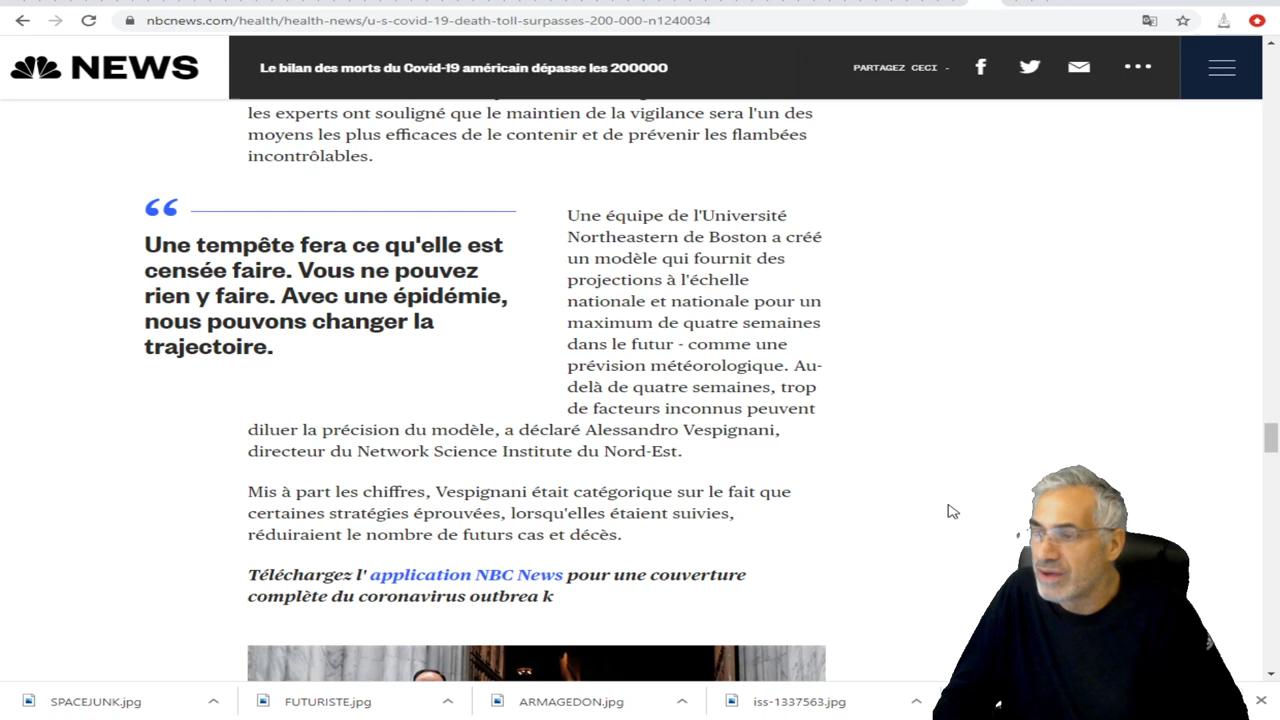 nbcnews.com/health/health-news/u-s-covid-19-death-toll-surpasses-200-000-n1240034
NEWS
Le bilan des morts du Covid-19 américain dépasse les 200000
PARTAGEZ CECI -
les experts ont souligné que le maintien de la vigilance sera l'un des
moyens les plus efficaces de le contenir et de prévenir les flambées
incontrôlables.
“
Une tempête fera ce qu'elle est
censée faire. Vous ne pouvez
rien y faire. Avec une épidémie,
nous pouvons changer la
trajectoire.
Une équipe de l'Université
Northeastern de Boston a créé
un modèle qui fournit des
projections à l'échelle
nationale et nationale pour un
maximum de quatre semaines
dans le futur - comme une
prévision météorologique. Au-
delà de quatre semaines, trop
de facteurs inconnus peuvent
diluer la précision du modèle, a déclaré Alessandro Vespignani,
directeur du Network Science Institute du Nord-Est.
Mis à part les chiffres, Vespignani était catégorique sur le fait que
certaines stratégies éprouvées, lorsqu'elles étaient suivies,
réduiraient le nombre de futurs cas et décès.
Téléchargez l' application NBC News pour une couverture
complète du coronavirus outbrea k
SPACEJUNK.jpg
FUTURISTE.jpg
ARMAGEDON.jpg
iss-1337563.jpg